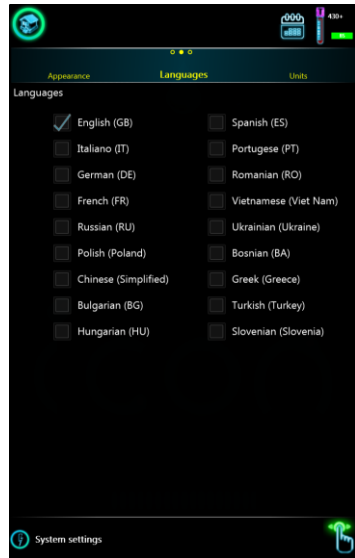 000
430+
Appearance Languages Units
Languages
English (GB) Spanish (ES)
Italiano (IT) Portugese (PT)
German (DE) Romanian (RO)
French (FR) Vietnamese (Viet Nam)
Russian (RU) Ukrainian (Ukraine)
Polish (Poland) Bosnian (BA)
Chinese (Simplified) Greek (Greece)
Bulgarian (BG) Turkish (Turkey)
Hungarian (HU) Slovenian (Slovenia)
System settings